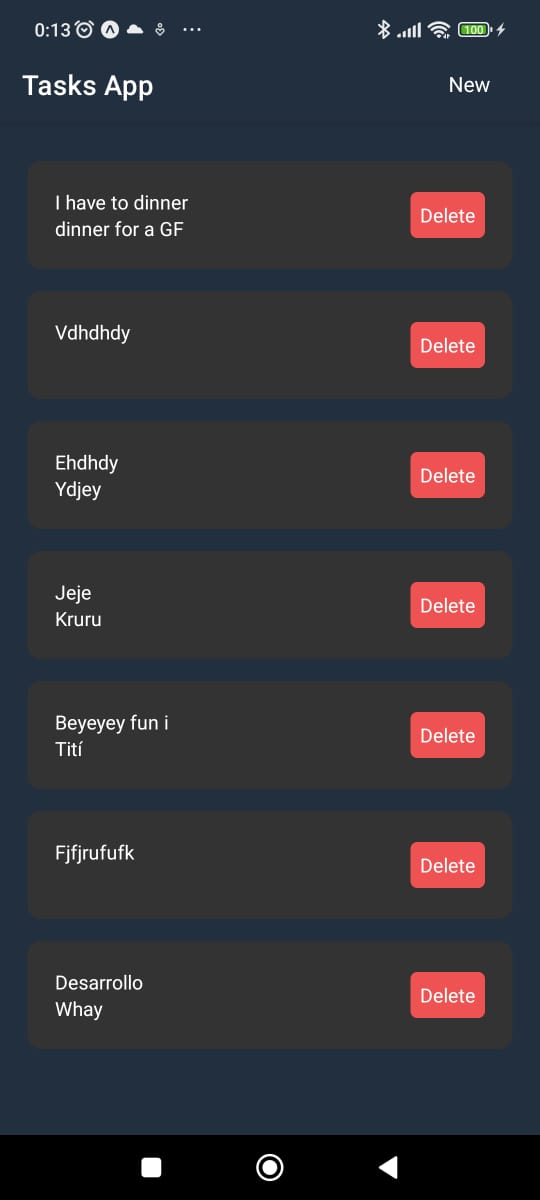 0:13
100
Tasks App
New
I have to dinner
dinner for a GF
Delete
Vdhdhdy
Delete
Ehdhdy
Ydjey
Delete
Jeje
Kruru
Delete
Beyeyey fun i
Tití
Delete
Fjfjrufufk
Delete
Desarrollo
Whay
Delete